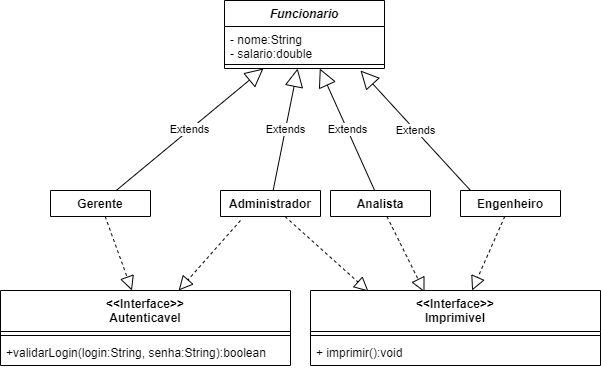 Funcionario
- nome:String
- salario:double
Extends
Extends
Extends
Extends
Gerente
Administrador
Analista
Engenheiro
<<Interface>>
Autenticavel
+validarLogin(login:String, senha:String):boolean
<<Interface>>
Imprimivel
+ imprimir():void